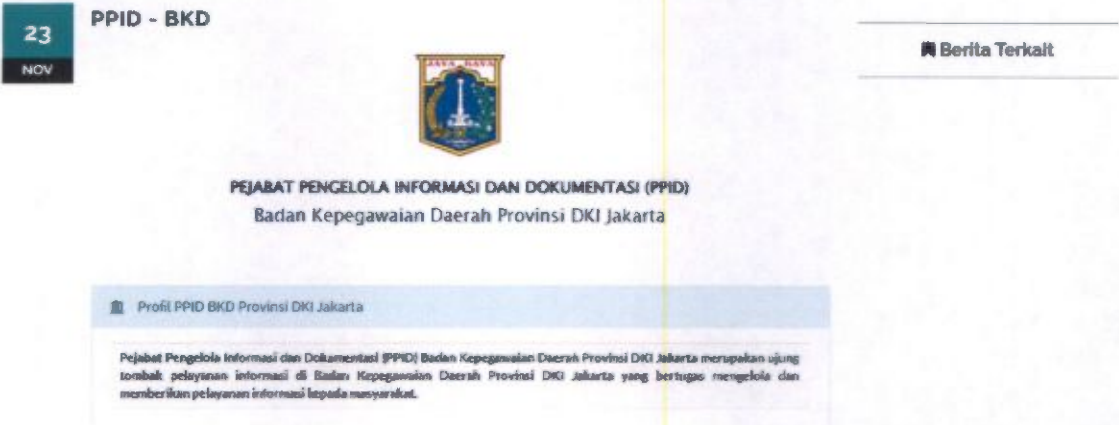 23
NOV
PPID - BKD
Berita Terkait
JAYA RAYA
PEJABAT PENGELOLA INFORMASI DAN DOKUMENTASI (PPID)
Badan Kepegawaian Daerah Provinsi DKI Jakarta
Profil PPID BKD Provinsi DKI Jakarta
Pejabat Pengelola Informasi dan Dokumentasi (PPID) Badan Kepegawaian Daerah Provinsi DKI Jakarta merupakan ujung
tombak pelayanan informasi di Badan Kepegawaian Daerah Provinsi DKI Jakarta yang bertugas mengelola dan
memberikan pelayanan informasi kepada masyarakat.